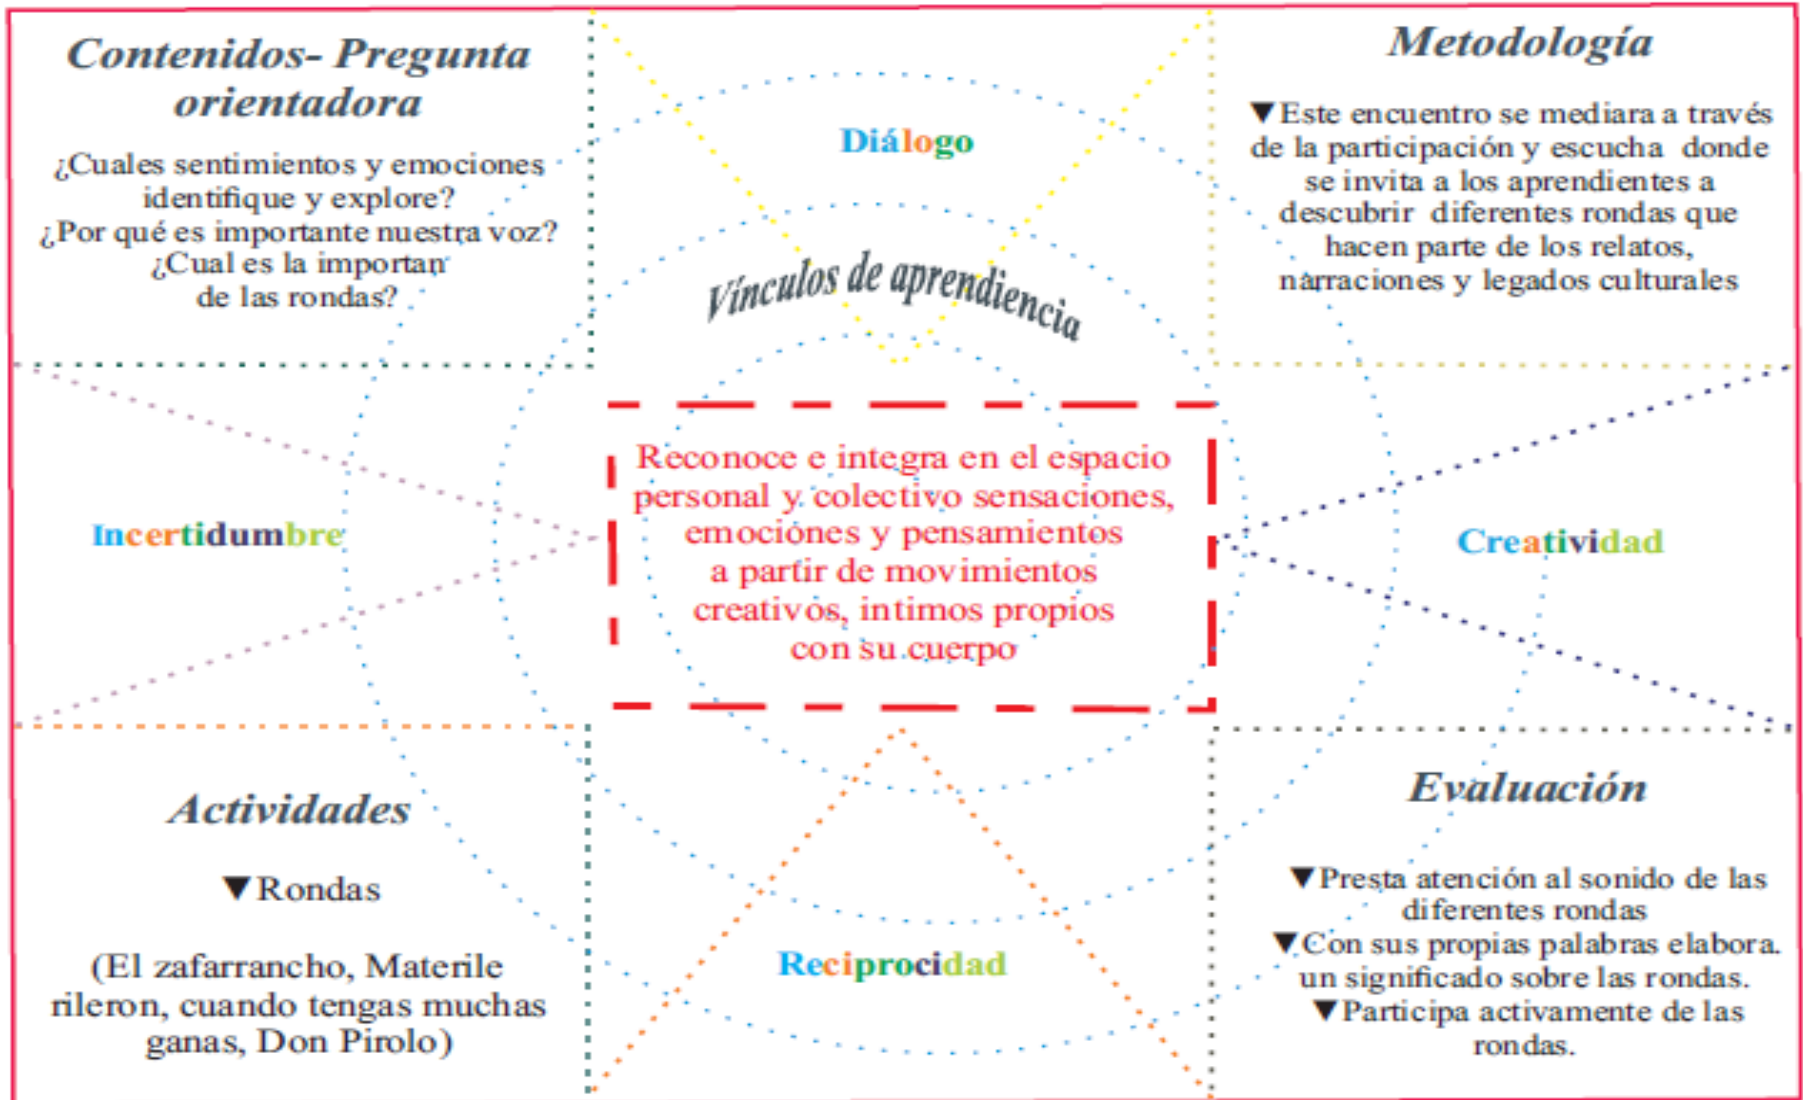 Contenidos- Pregunta
orientadora
¿Cuales sentimientos y emociones
identifique y explore?
¿Por qué es importante nuestra voz?
¿Cual es la importan
de las rondas?
Diálogo
Metodología
▼Este encuentro se mediara a través
de la participación y escucha donde
se invita a los aprendientes a
descubrir diferentes rondas que
hacen parte de los relatos,
narraciones y legados culturales
Vínculos de aprendiencia
Incertidumbre
Reconoce e integra en el espacio
personal y colectivo sensaciones,
emociones y pensamientos
a partir de movimientos
creativos, intimos propios
con su cuerpo
Creatividad
Actividades
▼Rondas
(El zafarrancho, Materile
rileron, cuando tengas muchas
ganas, Don Pirolo)
Reciprocidad
Evaluación
▼Presta atención al sonido de las
diferentes rondas
▼Con sus propias palabras elabora.
un significado sobre las rondas.
▼Participa activamente de las
rondas.